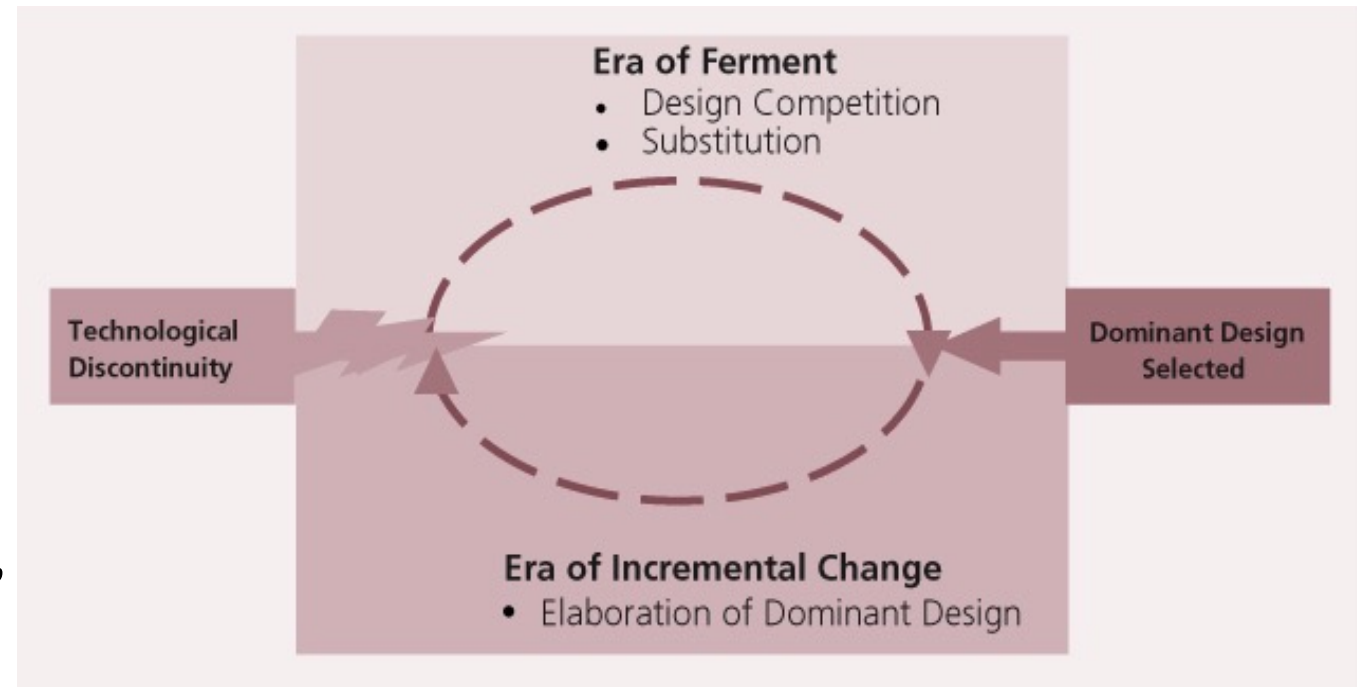 Era of Ferment
• Design Competition
• Substitution
Technological
Discontinuity
Dominant Design
Selected
Era of Incremental Change
• Elaboration of Dominant Design
,